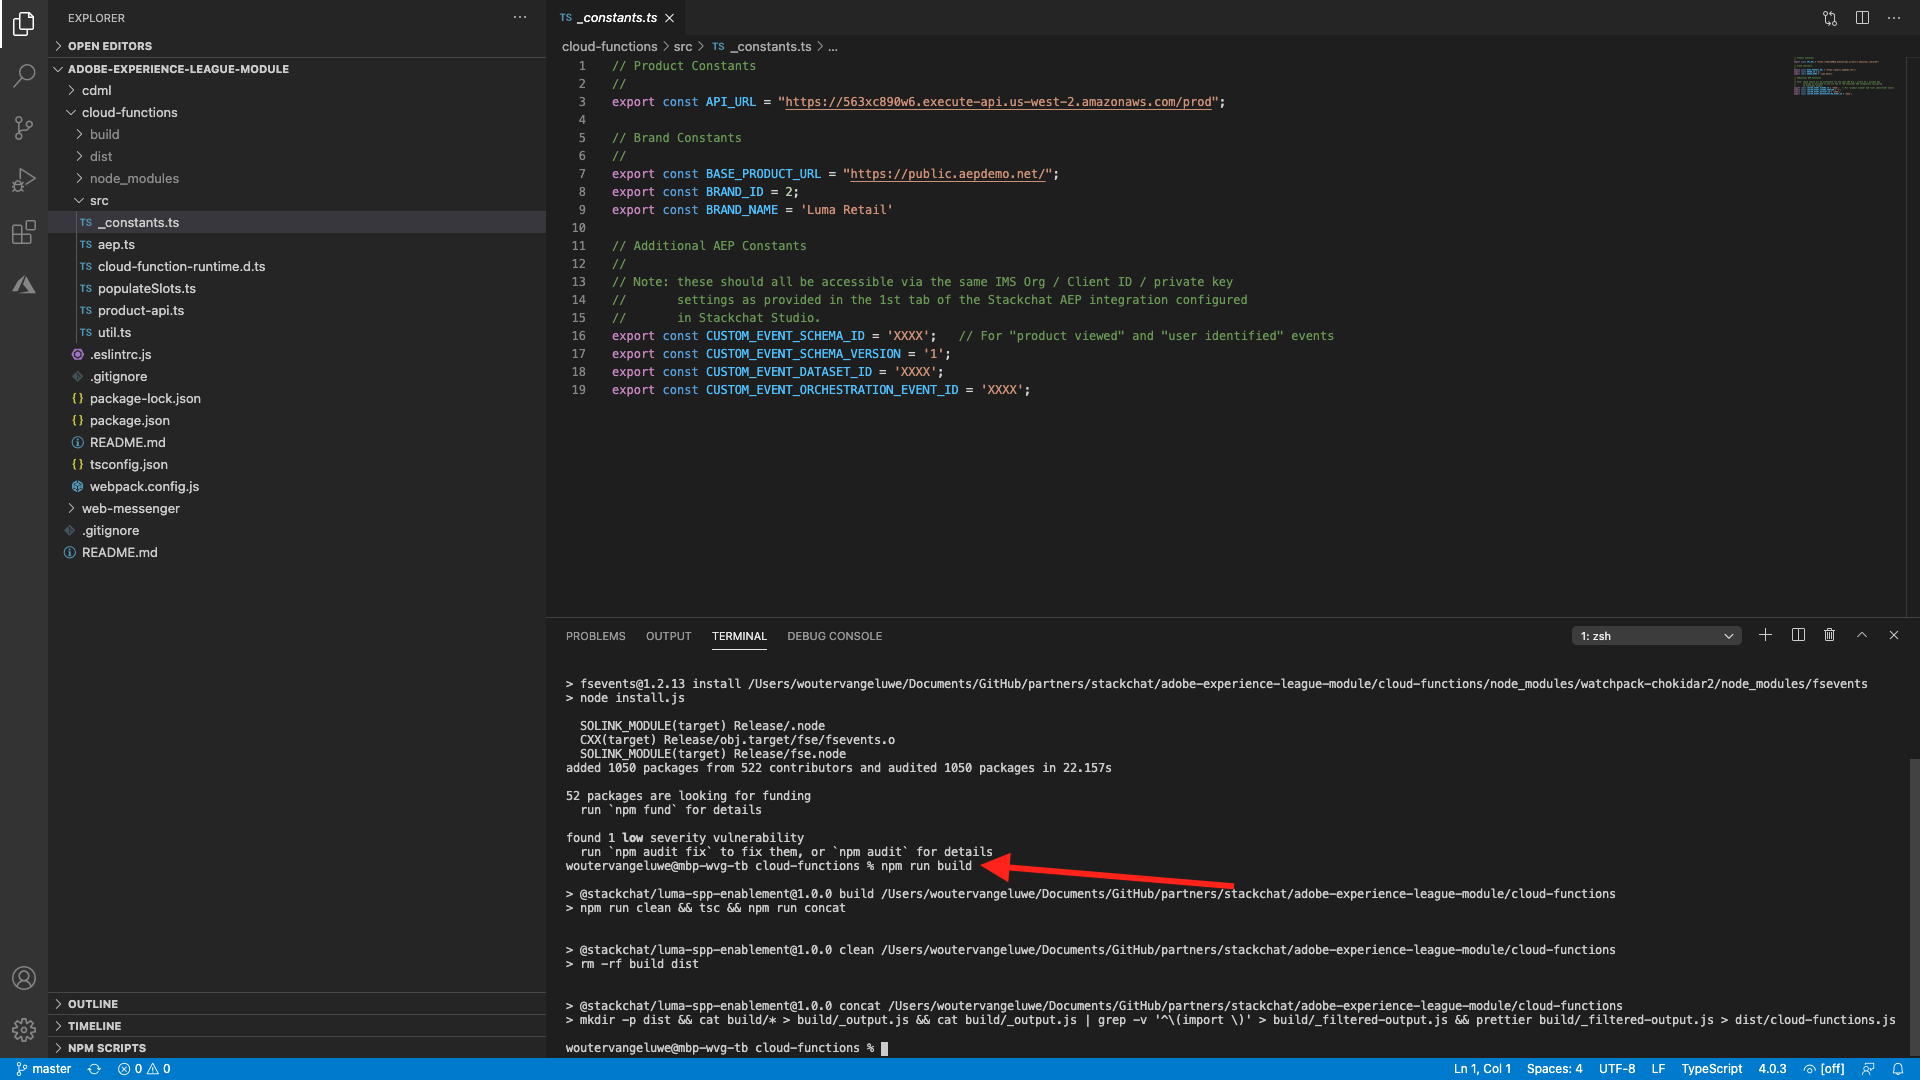 EXPLORER
OPEN EDITORS
ADOBE-EXPERIENCE-LEAGUE-MODULE
cdml
cloud-functions
build
dist
node_modules
src
TS _constants.ts
TS aep.ts
TS cloud-function-runtime.d.ts
TS populateSlots.ts
TS product-api.ts
TS util.ts
.eslintrc.js
.gitignore
{} package-lock.json
{} package.json
README.md
{} tsconfig.json
webpack.config.js
web-messenger
.gitignore
README.md
OUTLINE
TIMELINE
NPM SCRIPTS
TS _constants.ts
cloud-functions > src > TS _constants.ts > ...
1 // Product Constants
2 //
3 export const API_URL = "https://563xc890w6.execute-api.us-west-2.amazonaws.com/prod";
4
5 // Brand Constants
6 //
7 export const BASE_PRODUCT_URL = "https://public.aepdemo.net/";
8 export const BRAND_ID = 2;
9 export const BRAND_NAME = 'Luma Retail'
10
11 // Additional AEP Constants
12 //
13 // Note: these should all be accessible via the same IMS Org / Client ID / private key
14 //       settings as provided in the 1st tab of the Stackchat AEP integration configured
15 //       in Stackchat Studio.
16 export const CUSTOM_EVENT_SCHEMA_ID = 'XXXX';   // For "product viewed" and "user identified" events
17 export const CUSTOM_EVENT_SCHEMA_VERSION = '1';
18 export const CUSTOM_EVENT_DATASET_ID = 'XXXX';
19 export const CUSTOM_EVENT_ORCHESTRATION_EVENT_ID = 'XXXX';
PROBLEMS OUTPUT TERMINAL DEBUG CONSOLE 1: zsh
> fsevents@1.2.13 install /Users/woutervangeluwe/Documents/GitHub/partners/stackchat/adobe-experience-league-module/cloud-functions/node_modules/watchpack-chokidar2/node_modules/fsevents
> node install.js
SOLINK_MODULE(target) Release/.node
CXX(target) Release/obj.target/fse/fsevents.o
SOLINK_MODULE(target) Release/fse.node
added 1050 packages from 522 contributors and audited 1050 packages in 22.157s
52 packages are looking for funding
run `npm fund` for details
found 1 low severity vulnerability
run `npm audit fix` to fix them, or `npm audit` for details
woutervangeluwe@mbp-wvg-tb cloud-functions % npm run build
> @stackchat/luma-spp-enablement@1.0.0 build /Users/woutervangeluwe/Documents/GitHub/partners/stackchat/adobe-experience-league-module/cloud-functions
> npm run clean && tsc && npm run concat
> @stackchat/luma-spp-enablement@1.0.0 clean /Users/woutervangeluwe/Documents/GitHub/partners/stackchat/adobe-experience-league-module/cloud-functions
> rm -rf build dist
> @stackchat/luma-spp-enablement@1.0.0 concat /Users/woutervangeluwe/Documents/GitHub/partners/stackchat/adobe-experience-league-module/cloud-functions
> mkdir -p dist && cat build/* > build/_output.js && cat build/_output.js | grep -v '^\(import \)' > build/_filtered-output.js && prettier build/_filtered-output.js > dist/cloud-functions.js
woutervangeluwe@mbp-wvg-tb cloud-functions %
master 0 0 Ln 1, Col 1 Spaces: 4 UTF-8 LF TypeScript 4.0.3 [off]